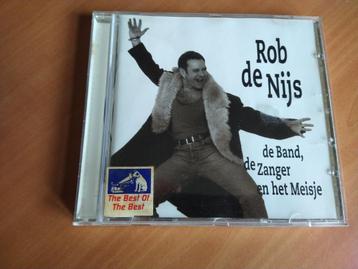 Rob
de Nijs
de Band,
de Zanger
en het Meisje
The Best Of
The Best